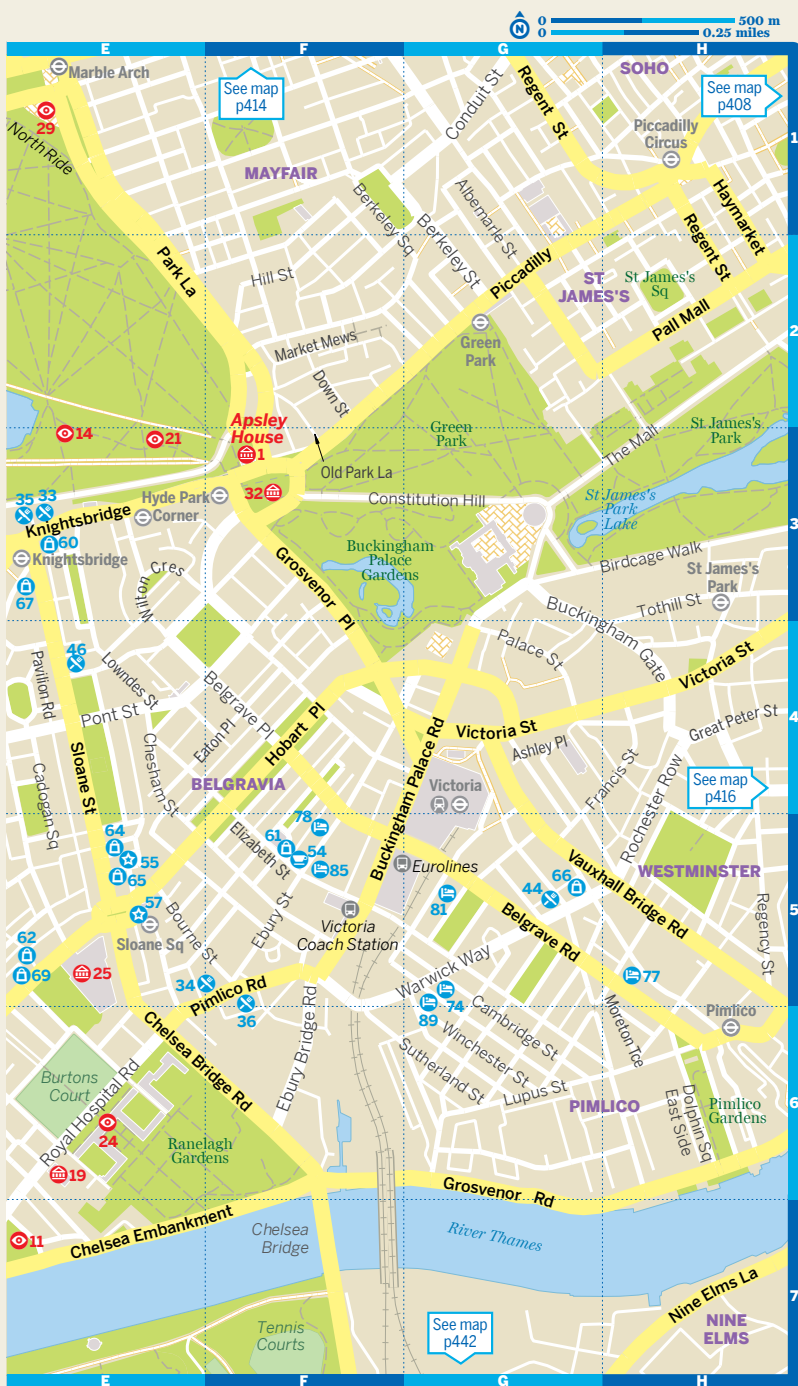 N
0
500 m
0
0.25 miles
E
F
G
H
Marble Arch
See map
p414
29
North Ride
MAYFAIR
Conduit St
Regent St
SOHO
See map
p408
Piccadilly
Circus
1
Berkeley Sq
Berkeley St
Albemarle St
Haymarket
Regent St
Park La
Hill St
Piccadilly
ST
JAMES'S
St James's
Sq
Pall Mall
2
Market Mews
Green
Park
Down St
14
21
Apsley
House
1
Green
Park
The Mall
St James's
Park
Old Park La
35
33
Knightsbridge
Hyde Park
Corner
32
Constitution Hill
St James's
Park
Lake
3
60
Knightsbridge
Buckingham
Palace
Gardens
Birdcage Walk
St James's
Park
67
Wilton
Cres
Grosvenor Pl
Buckingham Gate
Tothill St
46
Pavilion Rd
Lowndes St
Palace St
Victoria St
4
Pont St
Belgrave Pl
Hobart Pl
Great Peter St
Eaton Pl
Victoria St
Ashley Pl
Sloane St
Chesham St
Cadogan Sq
BELGRAVIA
Buckingham Palace Rd
Victoria
Francis St
Rochester Row
See map
p416
64
55
65
61
78
54
85
Elizabeth St
Eurolines
Vauxhall Bridge Rd
WESTMINSTER
57
Sloane Sq
Bourne St
Ebury St
Victoria
Coach Station
81
44
66
Belgrave Rd
Regency St
5
62
69
25
34
Pimlico Rd
36
Warwick Way
74
89
77
Chelsea Bridge Rd
Ebury Bridge Rd
Cambridge St
Winchester St
Sutherland St
Lupus St
Moreton Tce
Pimlico
Burtons
Court
Royal Hospital Rd
24
Ranelagh
Gardens
PIMLICO
Dolphin Sq
East Side
Pimlico
Gardens
6
19
Grosvenor Rd
11
Chelsea Embankment
Chelsea
Bridge
River Thames
Nine Elms La
7
Tennis
Courts
See map
p442
NINE
ELMS
E
F
G
H